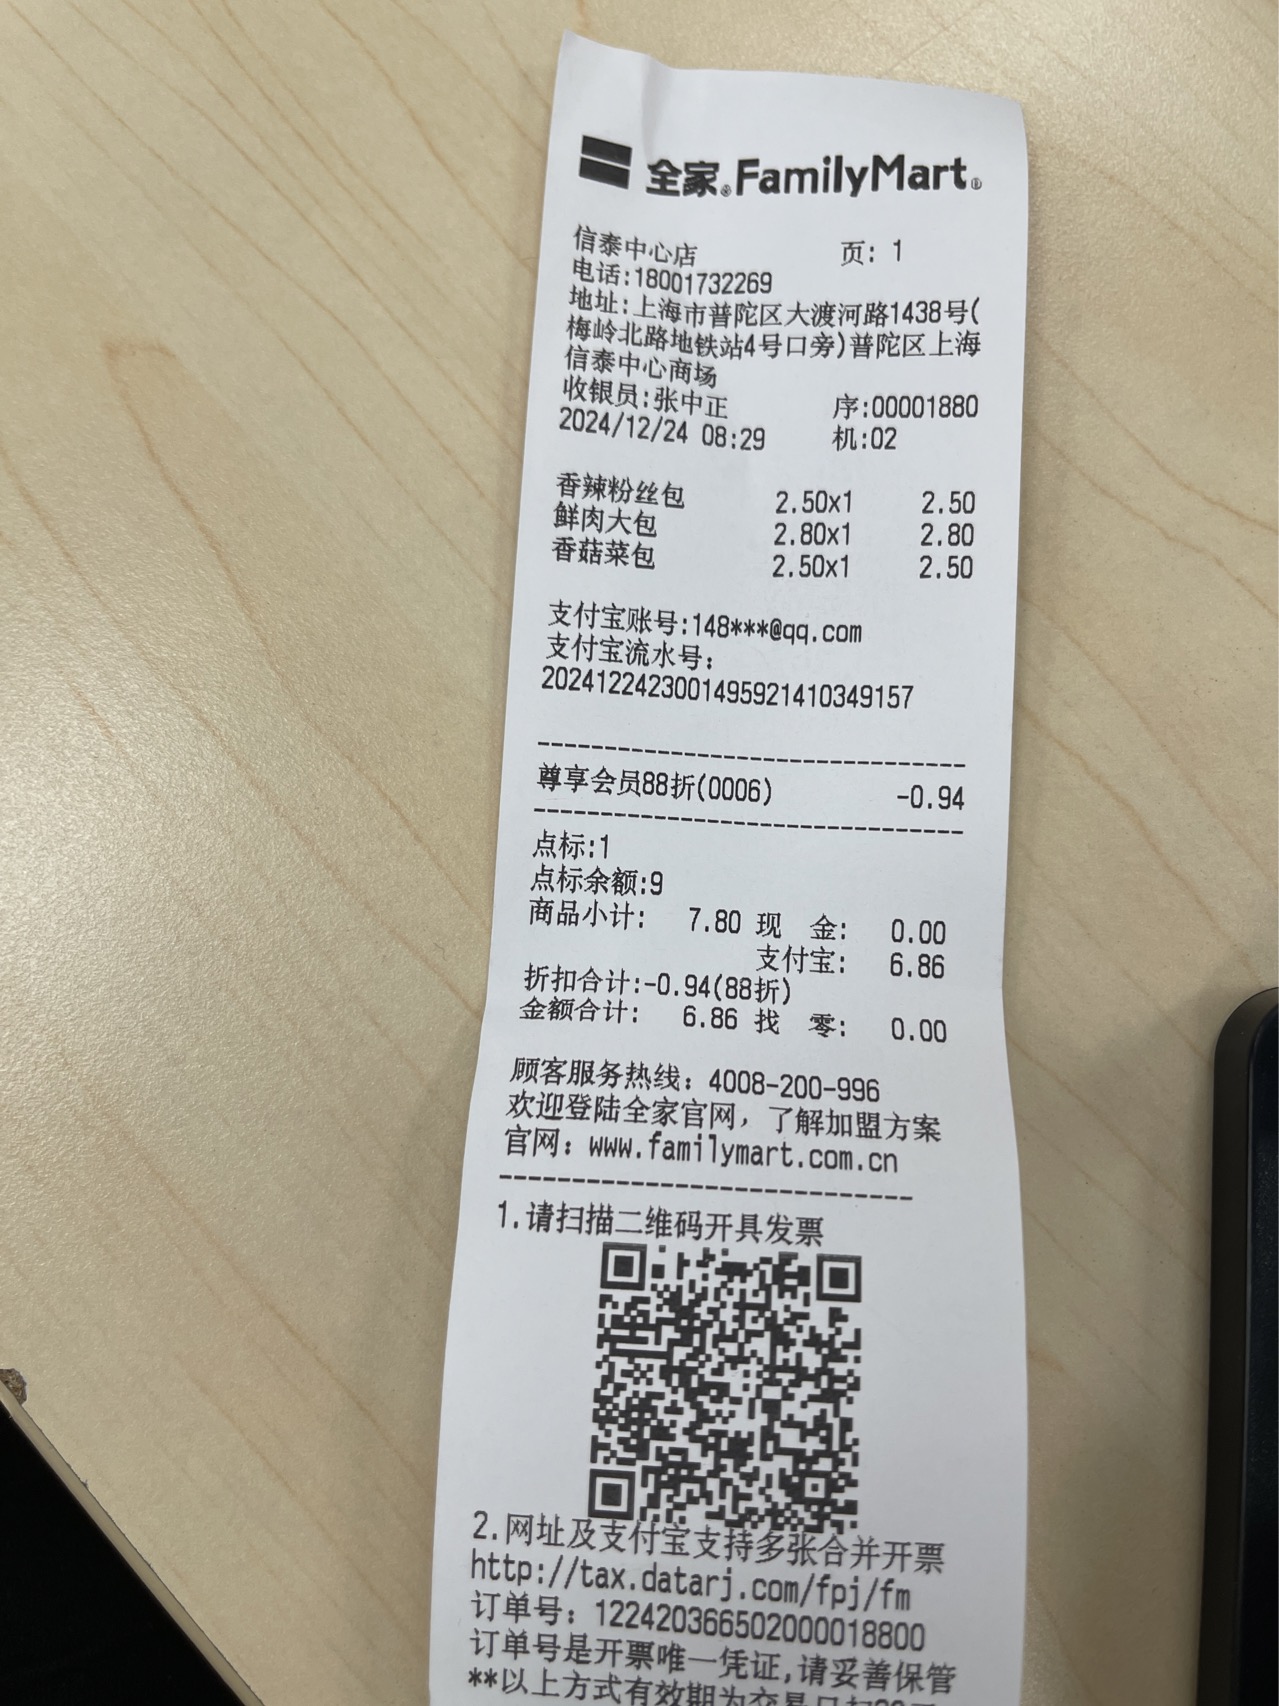 全家 FamilyMart
信泰中心店 页: 1
电话:18001732269
地址:上海市普陀区大渡河路1438号(
梅岭北路地铁站4号口旁)普陀区上海
信泰中心商场
收银员:张中正 序:00001880
2024/12/24 08:29 机:02
香辣粉丝包 2.50x1 2.50
鲜肉大包 2.80x1 2.80
香菇菜包 2.50x1 2.50
支付宝账号:148***@qq.com
支付宝流水号:
2024122423001495921410349157
尊享会员88折(0006) -0.94
点标:1
点标余额:9
商品小计: 7.80 现 金: 0.00
支付宝: 6.86
折扣合计:-0.94(88折)
金额合计: 6.86 找 零: 0.00
顾客服务热线: 4008-200-996
欢迎登陆全家官网, 了解加盟方案
官网: www.familymart.com.cn
1.请扫描二维码开具发票
2.网址及支付宝支持多张合并开票
http://tax.datarj.com/fpj/fm
订单号: 1224203665020000018800
订单号是开票唯一凭证,请妥善保管
**以上方式有效期为交易日起